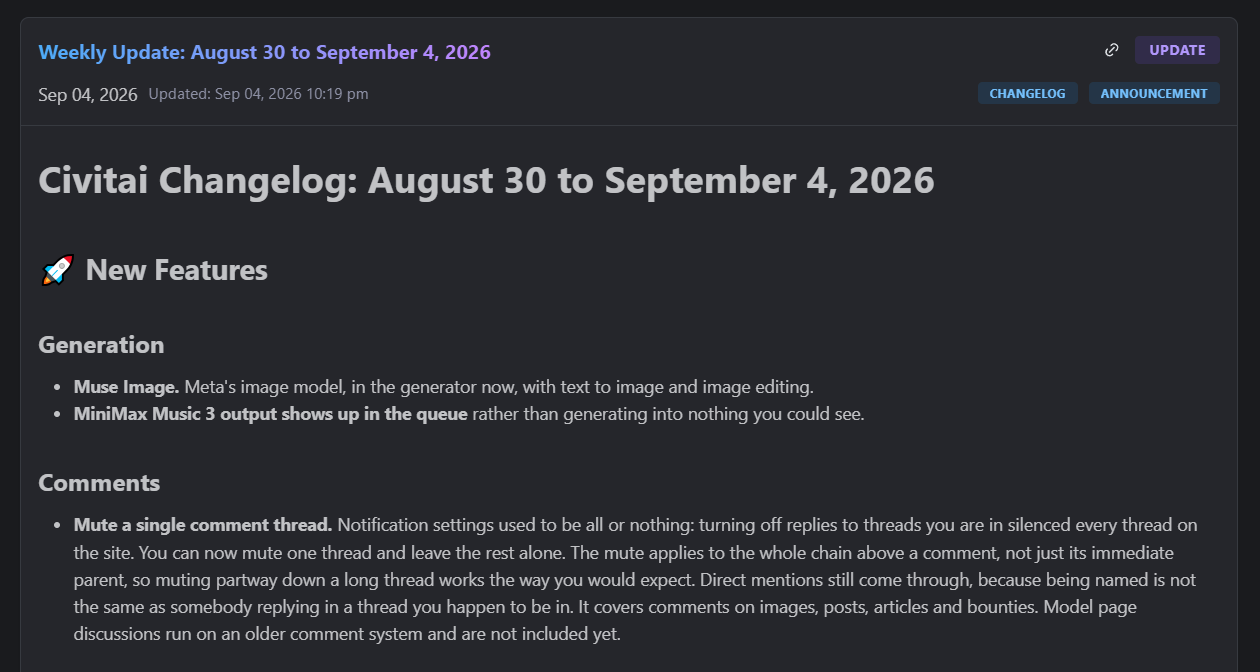 Weekly Update: August 30 to September 4, 2026
UPDATE
Sep 04, 2026 Updated: Sep 04, 2026 10:19 pm
CHANGELOG ANNOUNCEMENT
Civitai Changelog: August 30 to September 4, 2026
🚀 New Features
Generation
• Muse Image. Meta's image model, in the generator now, with text to image and image editing.
• MiniMax Music 3 output shows up in the queue rather than generating into nothing you could see.
Comments
• Mute a single comment thread. Notification settings used to be all or nothing: turning off replies to threads you are in silenced every thread on
the site. You can now mute one thread and leave the rest alone. The mute applies to the whole chain above a comment, not just its immediate
parent, so muting partway down a long thread works the way you would expect. Direct mentions still come through, because being named is not
the same as somebody replying in a thread you happen to be in. It covers comments on images, posts, articles and bounties. Model page
discussions run on an older comment system and are not included yet.